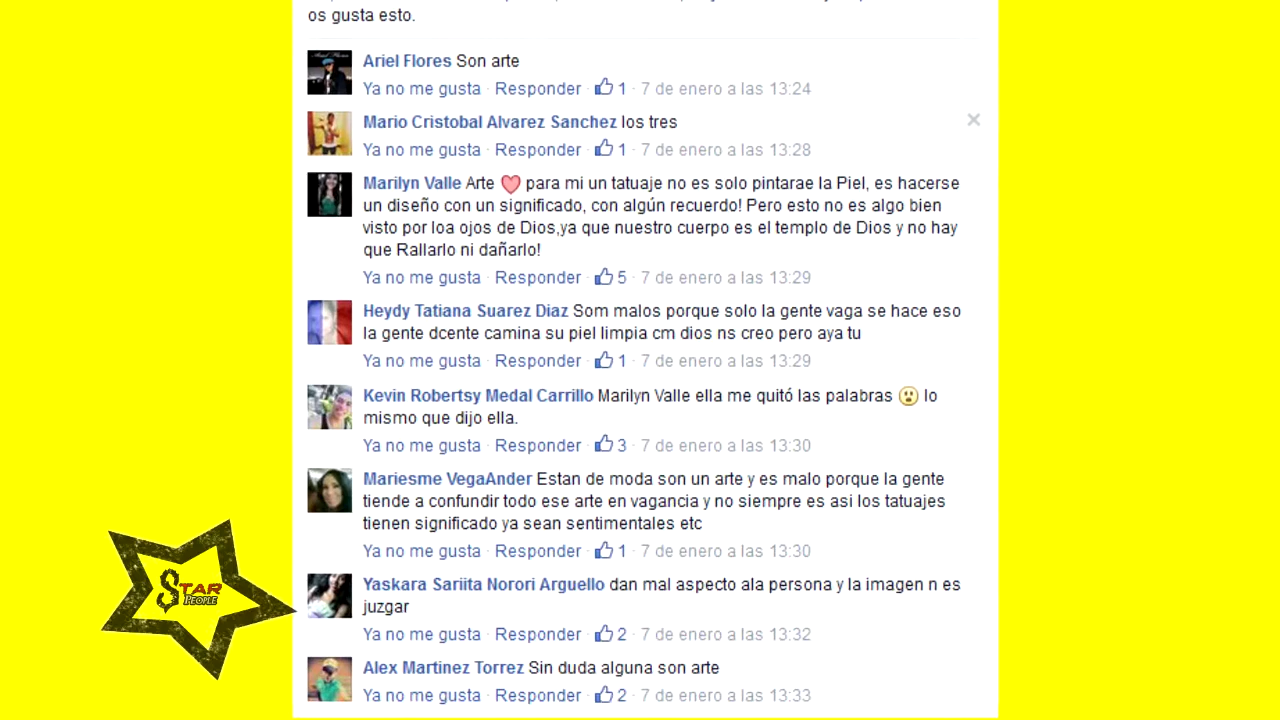 os gusta esto.
Ariel Flores Son arte
Ya no me gusta · Responder · 1 · 7 de enero a las 13:24
Mario Cristobal Alvarez Sanchez los tres
Ya no me gusta · Responder · 1 · 7 de enero a las 13:28
Marilyn Valle Arte para mi un tatuaje no es solo pintarae la Piel, es hacerse
un diseño con un significado, con algún recuerdo! Pero esto no es algo bien
visto por loa ojos de Dios,ya que nuestro cuerpo es el templo de Dios y no hay
que Rallarlo ni dañarlo!
Ya no me gusta · Responder · 5 · 7 de enero a las 13:29
Heydy Tatiana Suarez Diaz Som malos porque solo la gente vaga se hace eso
la gente dcente camina su piel limpia cm dios ns creo pero aya tu
Ya no me gusta · Responder · 1 · 7 de enero a las 13:29
Kevin Robertsy Medal Carrillo Marilyn Valle ella me quitó las palabras lo
mismo que dijo ella.
Ya no me gusta · Responder · 3 · 7 de enero a las 13:30
Mariesme VegaAnder Estan de moda son un arte y es malo porque la gente
tiende a confundir todo ese arte en vagancia y no siempre es asi los tatuajes
tienen significado ya sean sentimentales etc
Ya no me gusta · Responder · 1 · 7 de enero a las 13:30
Yaskara Sariita Norori Arguello dan mal aspecto ala persona y la imagen n es
juzgar
Ya no me gusta · Responder · 2 · 7 de enero a las 13:32
Alex Martinez Torrez Sin duda alguna son arte
Ya no me gusta · Responder · 2 · 7 de enero a las 13:33
STAR
PEOPLE